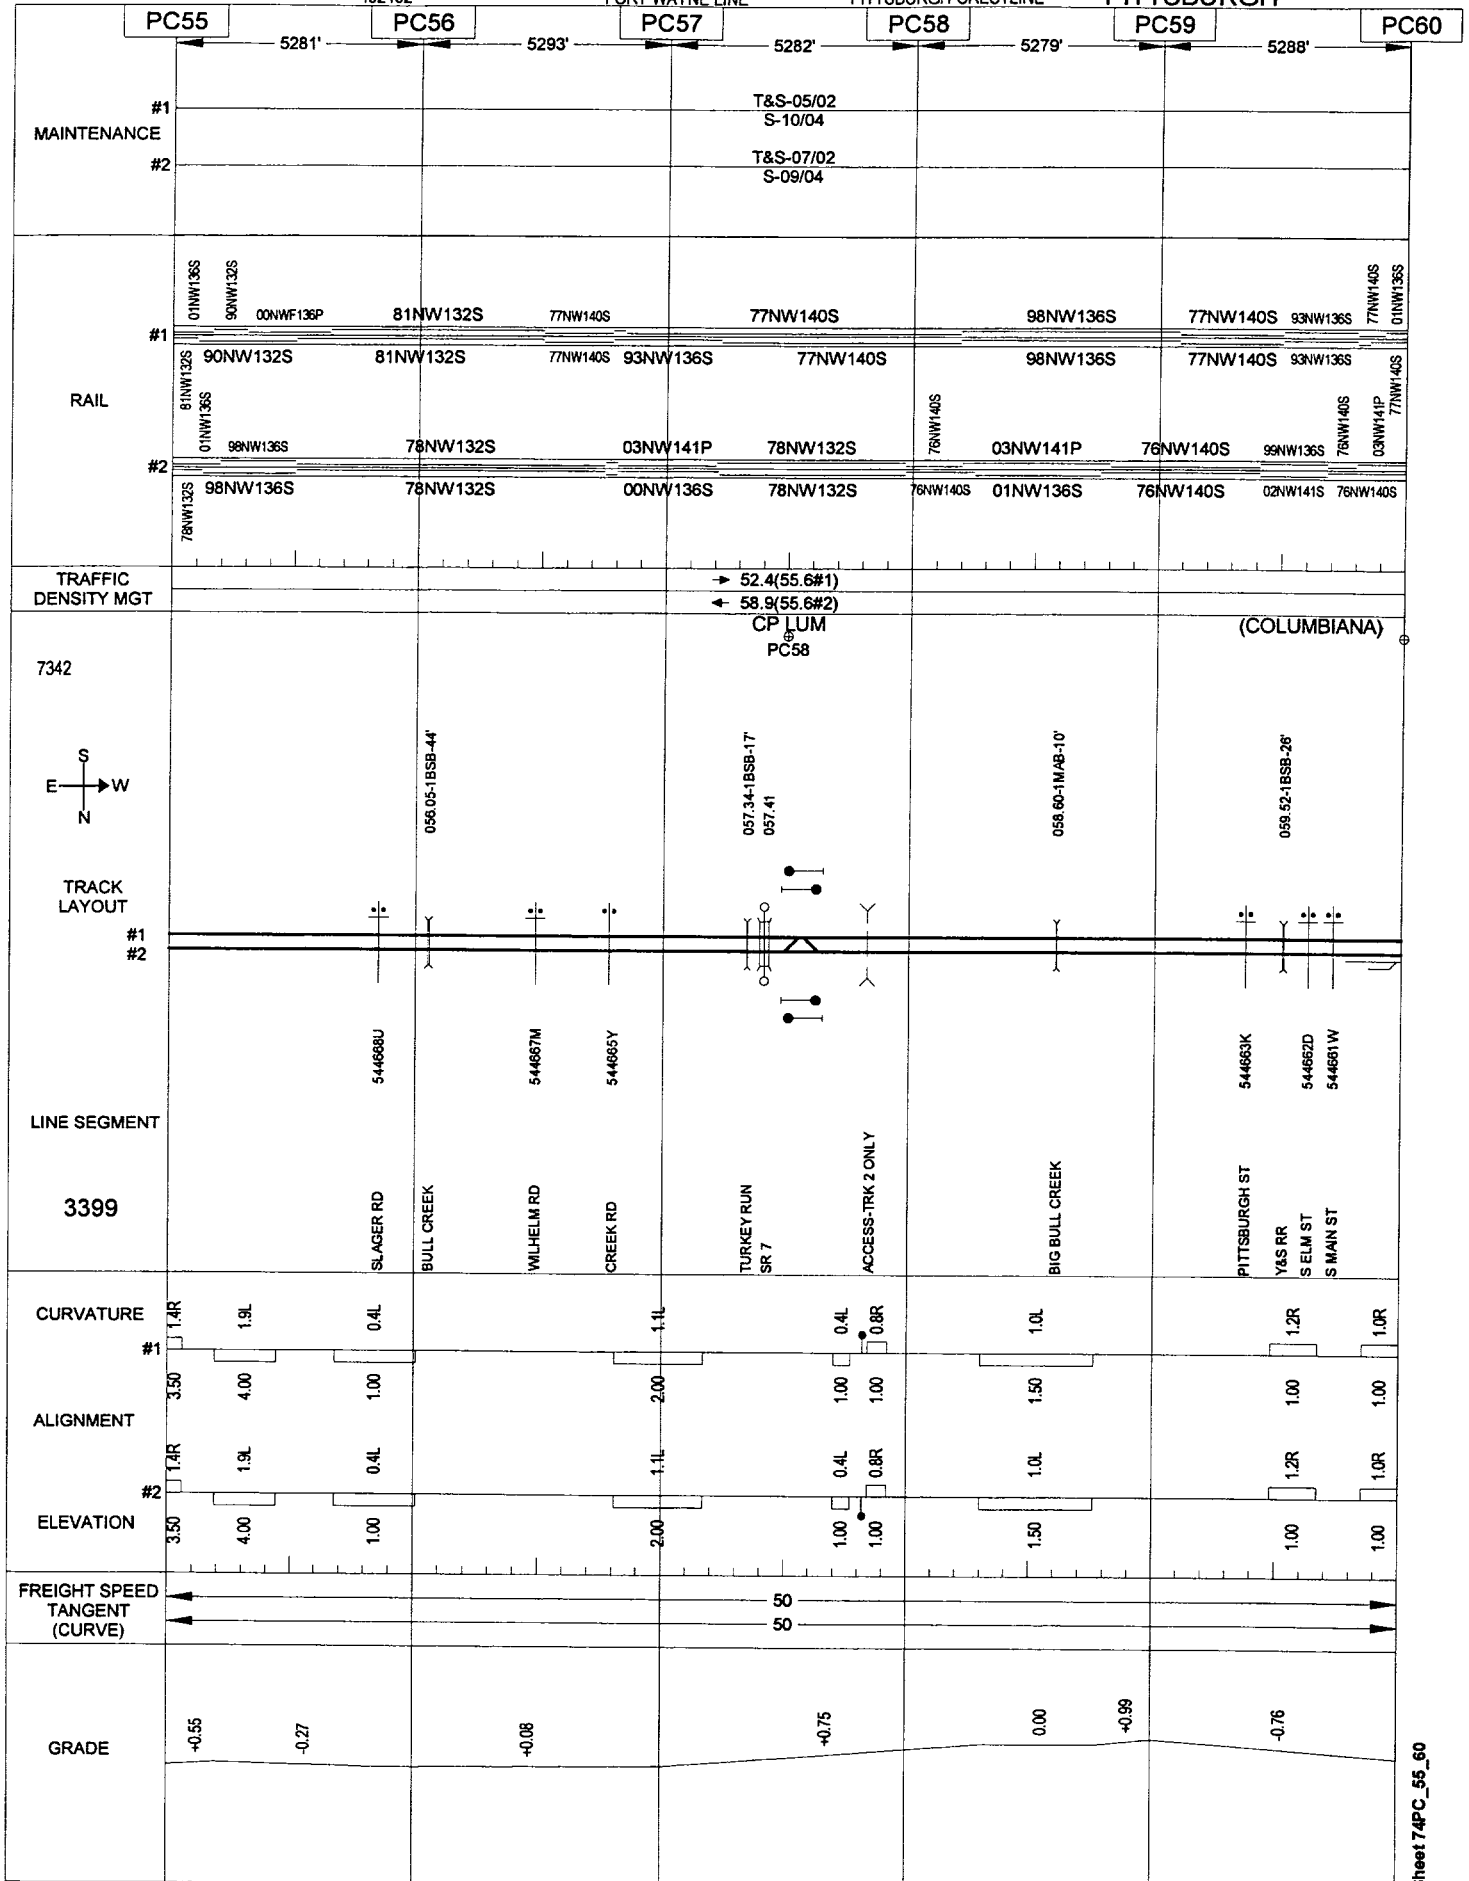 FORT WAYNE LINE
PITTSBURGH
PC55 PC56 PC57 PC58 PC59 PC60
5281' 5293' 5282' 5279' 5288'
MAINTENANCE
#1
T&S-05/02
S-10/04
#2
T&S-07/02
S-09/04
RAIL
01NW136S 90NW132S 77NW140S 01NW136S
00NWF136P 81NW132S 77NW140S 77NW140S 98NW136S 77NW140S 93NW136S
#1
90NW132S 81NW132S 77NW140S 93NW136S 77NW140S 98NW136S 77NW140S 93NW136S
81NW132S 01NW136S 76NW140S 76NW140S 03NW141P 77NW140S
98NW136S 78NW132S 03NW141P 78NW132S 03NW141P 76NW140S 99NW136S
#2
98NW136S 78NW132S 00NW136S 78NW132S 76NW140S 01NW136S 76NW140S 02NW141S 76NW140S
78NW132S
TRAFFIC
DENSITY MGT
52.4(55.6#1)
58.9(55.6#2)
CP LUM
PC58
(COLUMBIANA)
7342
S
E W
N
056.05-1BSB-44'
057.34-1BSB-17'
057.41
058.60-1MAB-10'
059.52-1BSB-26'
TRACK
LAYOUT
#1
#2
544668U
544667M
544665Y
544663K
544662D
544661W
LINE SEGMENT
3399
SLAGER RD
BULL CREEK
WILHELM RD
CREEK RD
TURKEY RUN
SR 7
ACCESS-TRK 2 ONLY
BIG BULL CREEK
PITTSBURGH ST
Y&S RR
S ELM ST
S MAIN ST
CURVATURE
1.4R 1.9L 0.4L 1.1L 0.4L 0.8R 1.0L 1.2R 1.0R
#1
3.50 4.00 1.00 2.00 1.00 1.00 1.50 1.00 1.00
ALIGNMENT
1.4R 1.9L 0.4L 1.1L 0.4L 0.8R 1.0L 1.2R 1.0R
#2
ELEVATION
3.50 4.00 1.00 2.00 1.00 1.00 1.50 1.00 1.00
FREIGHT SPEED
TANGENT
(CURVE)
50
50
GRADE
+0.55 -0.27 +0.08 +0.75 0.00 +0.99 -0.76
heet 74PC_55_60